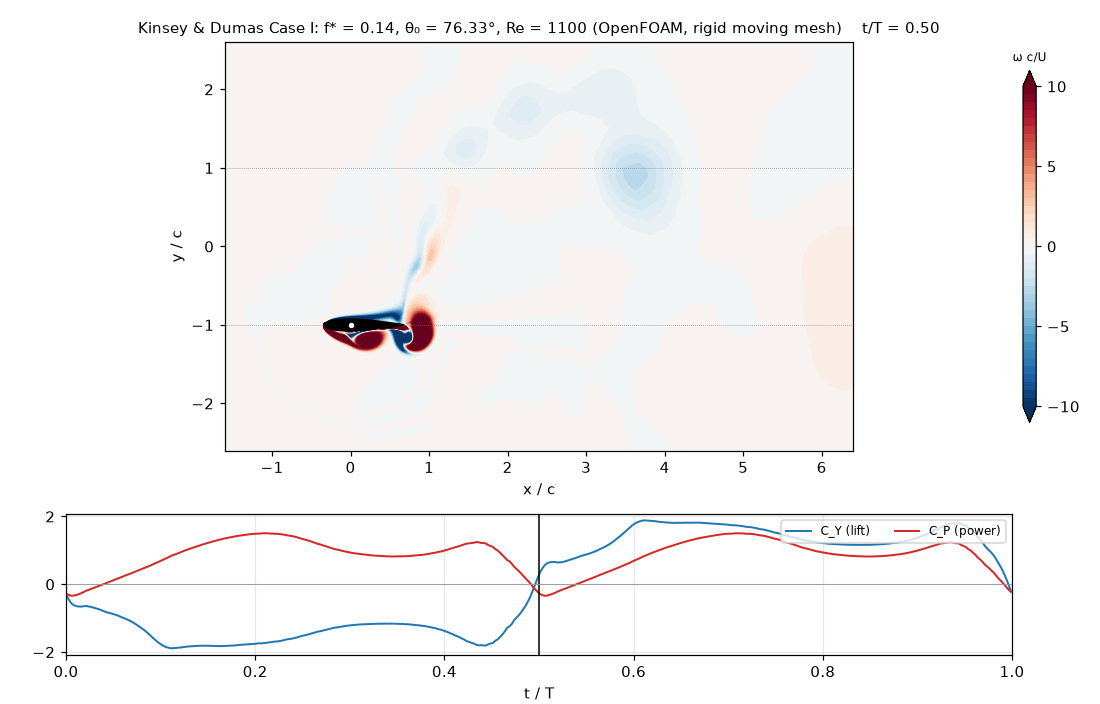 Kinsey & Dumas Case I: f* = 0.14, θ₀ = 76.33°, Re = 1100 (OpenFOAM, rigid moving mesh)    t/T = 0.50
ω c/U
10
5
0
−5
−10
y / c
2
1
0
−1
−2
−1 0 1 2 3 4 5 6
x / c
2
0
−2
C_Y (lift) C_P (power)
0.0 0.2 0.4 0.6 0.8 1.0
t / T